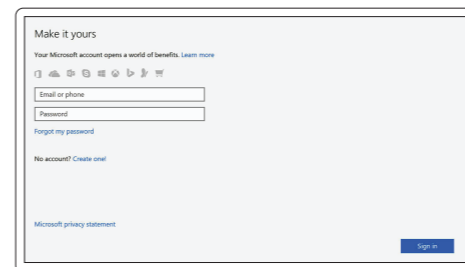 Make it yours
Your Microsoft account opens a world of benefits. Learn more
Email or phone
Password
Forgot my password
No account? Create one!
Microsoft privacy statement
Sign in